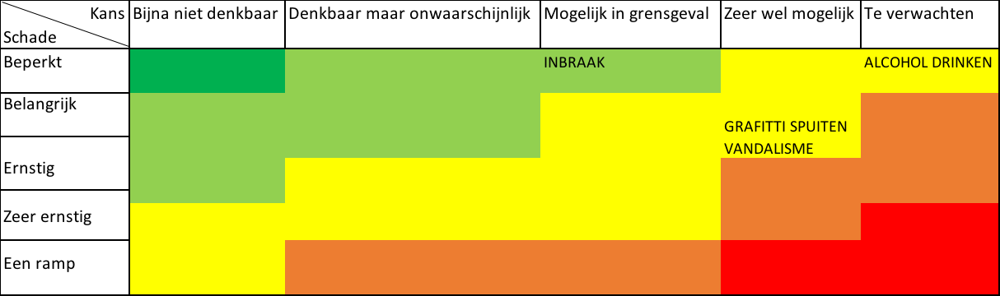 Kans Bijna niet denkbaar Denkbaar maar onwaarschijnlijk Mogelijk in grensgeval Zeer wel mogelijk Te verwachten
Schade
Beperkt INBRAAK ALCOHOL DRINKEN
Belangrijk
GRAFITTI SPUITEN
VANDALISME
Ernstig
Zeer ernstig
Een ramp